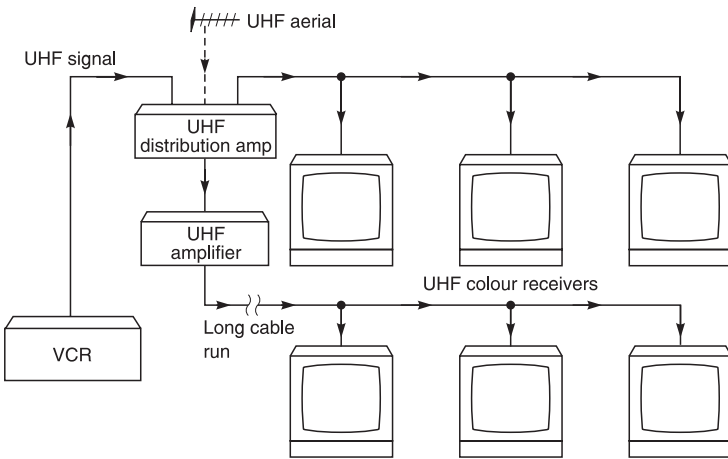 UHF aerial
UHF signal
UHF
distribution amp
UHF
amplifier
UHF colour receivers
Long cable
run
VCR